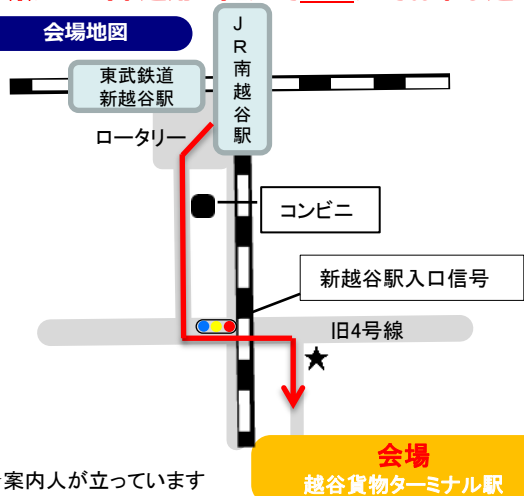 会場地図
JR南越谷駅
東武鉄道
新越谷駅
ロータリー
コンビニ
新越谷駅入口信号
旧4号線
★
会場
越谷貨物ターミナル駅
案内人が立っています